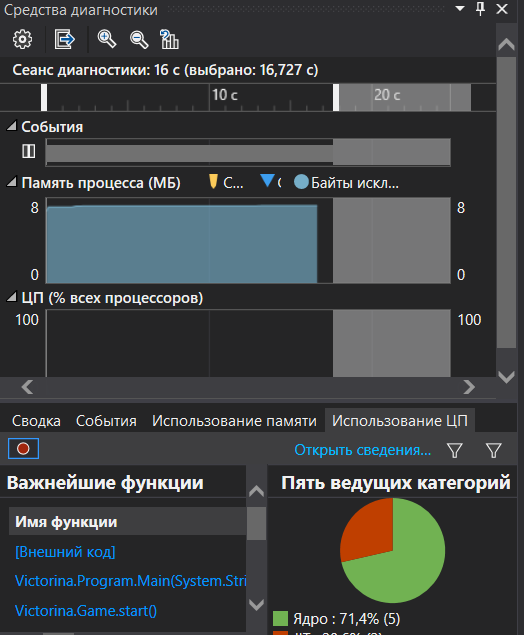 Средства диагностики
Сеанс диагностики: 16 с (выбрано: 16,727 с)
10 с
20 с
События
Память процесса (МБ)
С...
Байты искл...
8
8
0
0
ЦП (% всех процессоров)
100
100
Сводка События Использование памяти Использование ЦП
Открыть сведения...
Важнейшие функции
Имя функции
[Внешний код]
Victorina.Program.Main(System.Stri
Victorina.Game.start()
Пять ведущих категорий
Ядро : 71,4% (5)